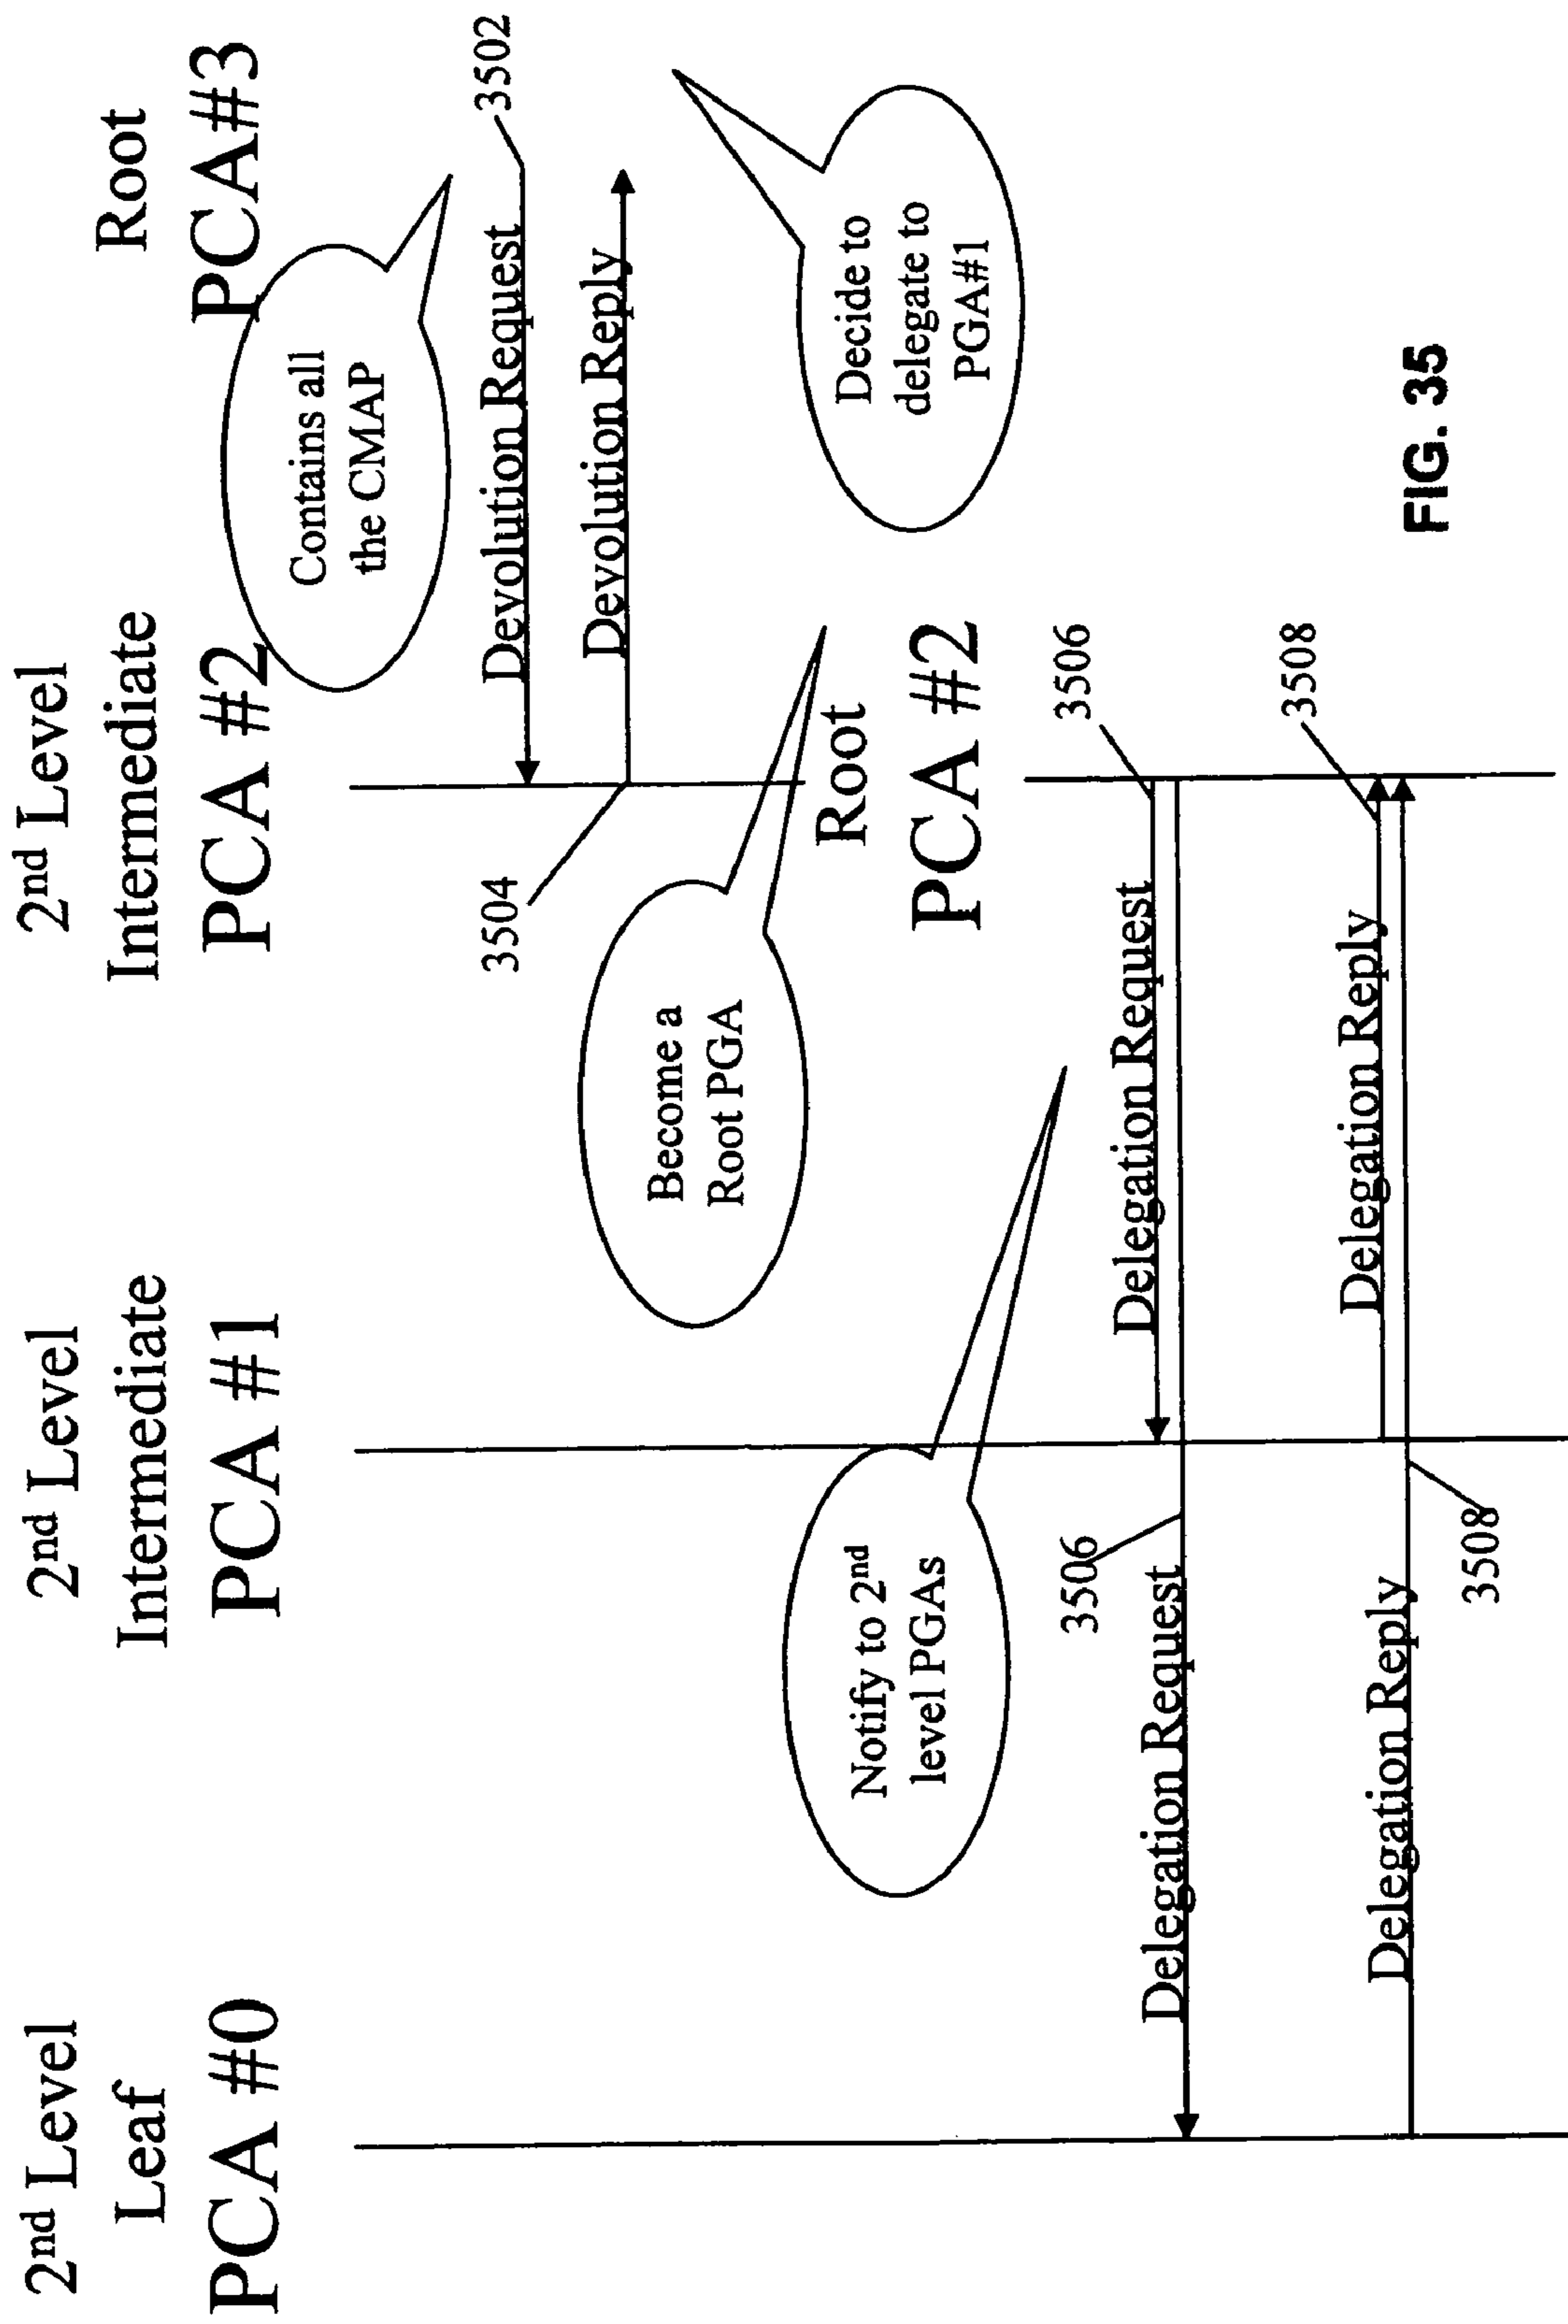 2nd Level
Leaf
PCA #0
2nd Level
Intermediate
PCA #1
2nd Level
Intermediate
PCA #2
Root
PCA#3
Contains all
the CMAP
3502
Devolution Request
Devolution Reply
3504
Decide to
delegate to
PGA#1
Become a
Root PGA
Root
PCA #2
Notify to 2nd
level PGAs
3506
Delegation Request
3506
Delegation Request
3508
Delegation Reply
Delegation Reply
3508
FIG. 35